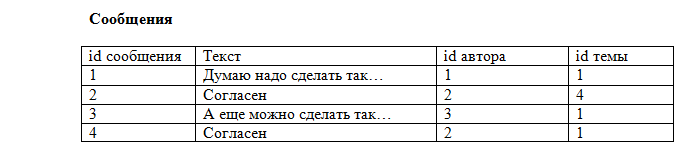 Сообщения
id сообщения Текст id автора id темы
1 Думаю надо сделать так… 1 1
2 Согласен 2 4
3 А еще можно сделать так… 3 1
4 Согласен 2 1